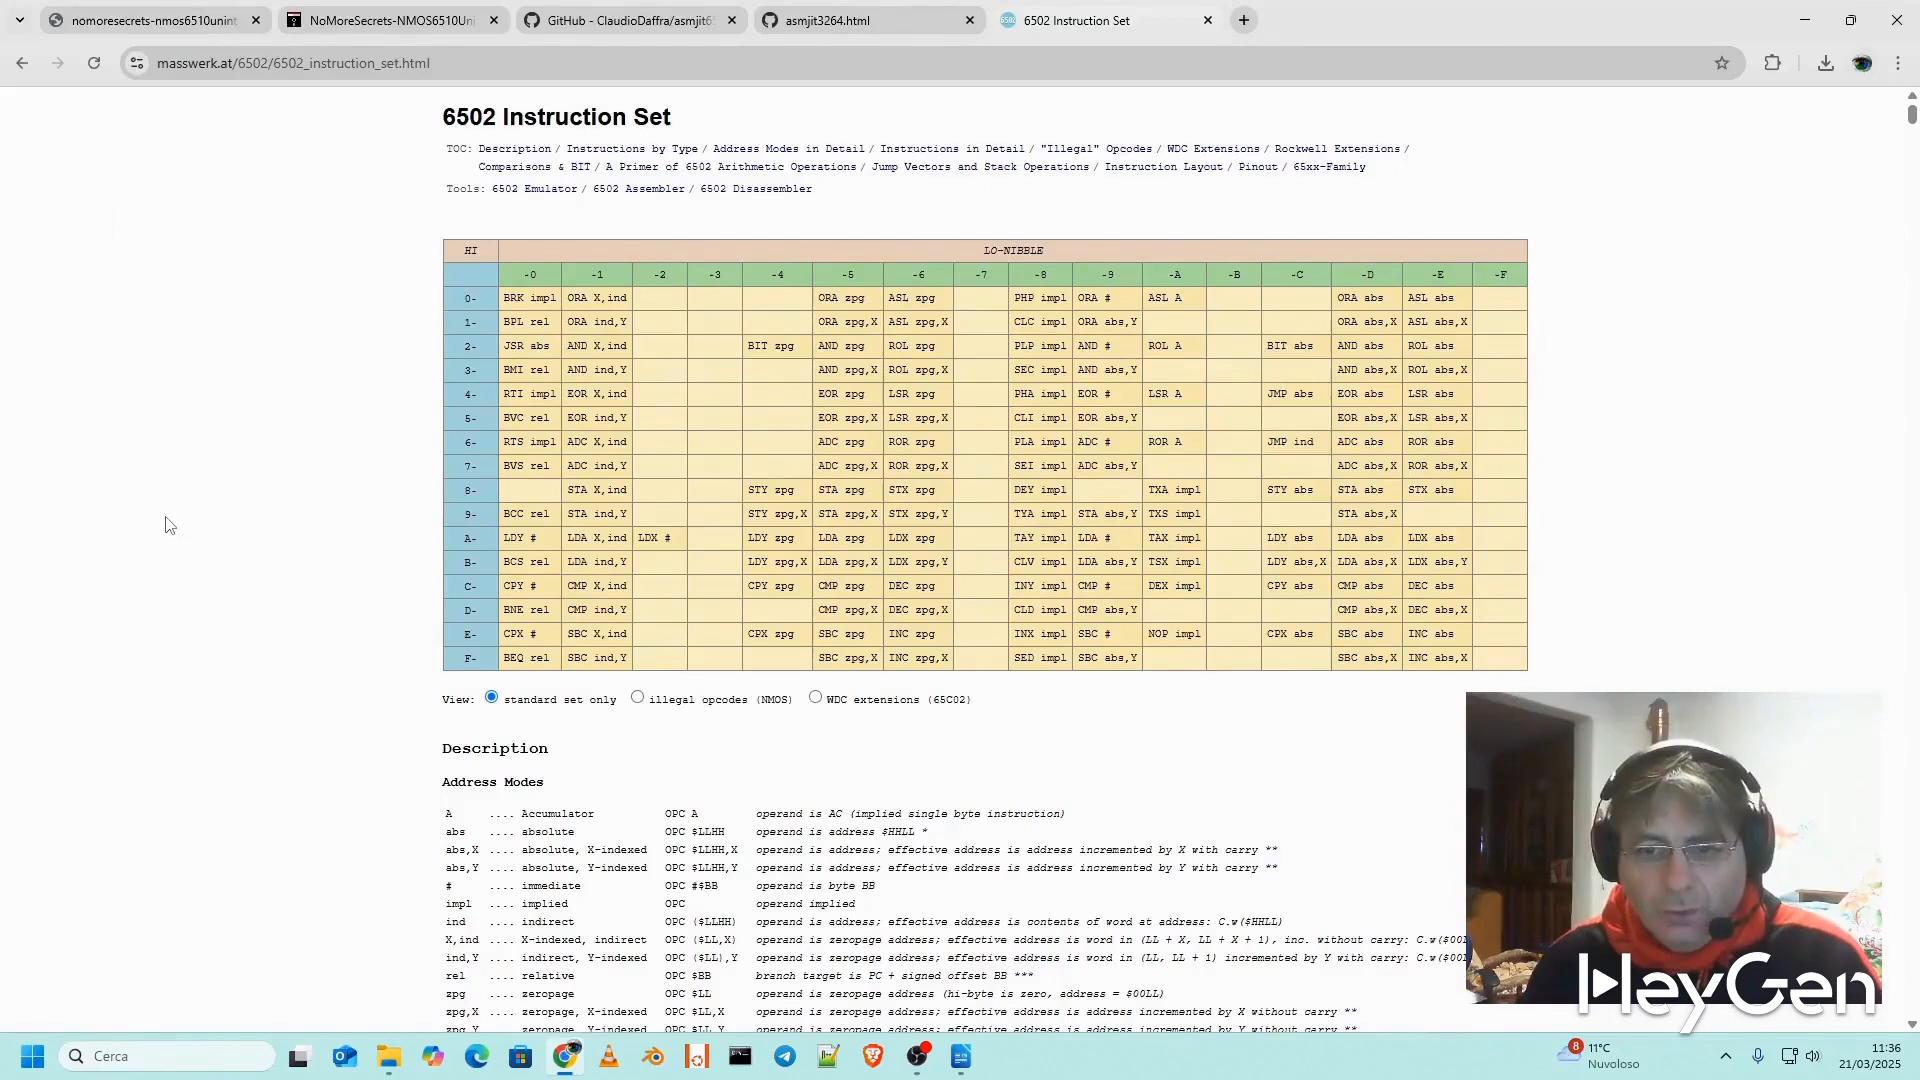 nomoresecrets-nmos6510unint
NoMoreSecrets-NMOS6510Uni
GitHub - ClaudioDaffra/asmjit6
asmjit3264.html
6502 Instruction Set
masswerk.at/6502/6502_instruction_set.html
6502 Instruction Set
TOC: Description / Instructions by Type / Address Modes in Detail / Instructions in Detail / "Illegal" Opcodes / WDC Extensions / Rockwell Extensions /
Comparisons & BIT / A Primer of 6502 Arithmetic Operations / Jump Vectors and Stack Operations / Instruction Layout / Pinout / 65xx-Family
Tools: 6502 Emulator / 6502 Assembler / 6502 Disassembler
HI LO-NIBBLE
-0 -1 -2 -3 -4 -5 -6 -7 -8 -9 -A -B -C -D -E -F
0- BRK impl ORA X,ind ORA zpg ASL zpg PHP impl ORA # ASL A ORA abs ASL abs
1- BPL rel ORA ind,Y ORA zpg,X ASL zpg,X CLC impl ORA abs,Y ORA abs,X ASL abs,X
2- JSR abs AND X,ind BIT zpg AND zpg ROL zpg PLP impl AND # ROL A BIT abs AND abs ROL abs
3- BMI rel AND ind,Y AND zpg,X ROL zpg,X SEC impl AND abs,Y AND abs,X ROL abs,X
4- RTI impl EOR X,ind EOR zpg LSR zpg PHA impl EOR # LSR A JMP abs EOR abs LSR abs
5- BVC rel EOR ind,Y EOR zpg,X LSR zpg,X CLI impl EOR abs,Y EOR abs,X LSR abs,X
6- RTS impl ADC X,ind ADC zpg ROR zpg PLA impl ADC # ROR A JMP ind ADC abs ROR abs
7- BVS rel ADC ind,Y ADC zpg,X ROR zpg,X SEI impl ADC abs,Y ADC abs,X ROR abs,X
8- STA X,ind STY zpg STA zpg STX zpg DEY impl TXA impl STY abs STA abs STX abs
9- BCC rel STA ind,Y STY zpg,X STA zpg,X STX zpg,Y TYA impl STA abs,Y TXS impl STA abs,X
A- LDY # LDA X,ind LDX # LDY zpg LDA zpg LDX zpg TAY impl LDA # TAX impl LDY abs LDA abs LDX abs
B- BCS rel LDA ind,Y LDY zpg,X LDA zpg,X LDX zpg,Y CLV impl LDA abs,Y TSX impl LDY abs,X LDA abs,X LDX abs,Y
C- CPY # CMP X,ind CPY zpg CMP zpg DEC zpg INY impl CMP # DEX impl CPY abs CMP abs DEC abs
D- BNE rel CMP ind,Y CMP zpg,X DEC zpg,X CLD impl CMP abs,Y CMP abs,X DEC abs,X
E- CPX # SBC X,ind CPX zpg SBC zpg INC zpg INX impl SBC # NOP impl CPX abs SBC abs INC abs
F- BEQ rel SBC ind,Y SBC zpg,X INC zpg,X SED impl SBC abs,Y SBC abs,X INC abs,X
View: standard set only illegal opcodes (NMOS) WDC extensions (65C02)
Description
Address Modes
A .... Accumulator OPC A operand is AC (implied single byte instruction)
abs .... absolute OPC $LLHH operand is address $HHLL *
abs,X .... absolute, X-indexed OPC $LLHH,X operand is address; effective address is address incremented by X with carry **
abs,Y .... absolute, Y-indexed OPC $LLHH,Y operand is address; effective address is address incremented by Y with carry **
# .... immediate OPC #$BB operand is byte BB
impl .... implied OPC operand implied
ind .... indirect OPC ($LLHH) operand is address; effective address is contents of word at address: C.w($HHLL)
X,ind .... X-indexed, indirect OPC ($LL,X) operand is zeropage address; effective address is word in (LL + X, LL + X + 1), inc. without carry: C.w($00L
ind,Y .... indirect, Y-indexed OPC ($LL),Y operand is zeropage address; effective address is word in (LL, LL + 1) incremented by Y with carry: C.w($00L
rel .... relative OPC $BB branch target is PC + signed offset BB ***
zpg .... zeropage OPC $LL operand is zeropage address (hi-byte is zero, address = $00LL)
zpg,X .... zeropage, X-indexed OPC $LL,X operand is zeropage address; effective address is address incremented by X without carry **
zpg,Y .... zeropage, Y-indexed OPC $LL,Y operand is zeropage address; effective address is address incremented by Y without carry **
HeyGen
Cerca
8
11°C
Nuvoloso
11:36
21/03/2025